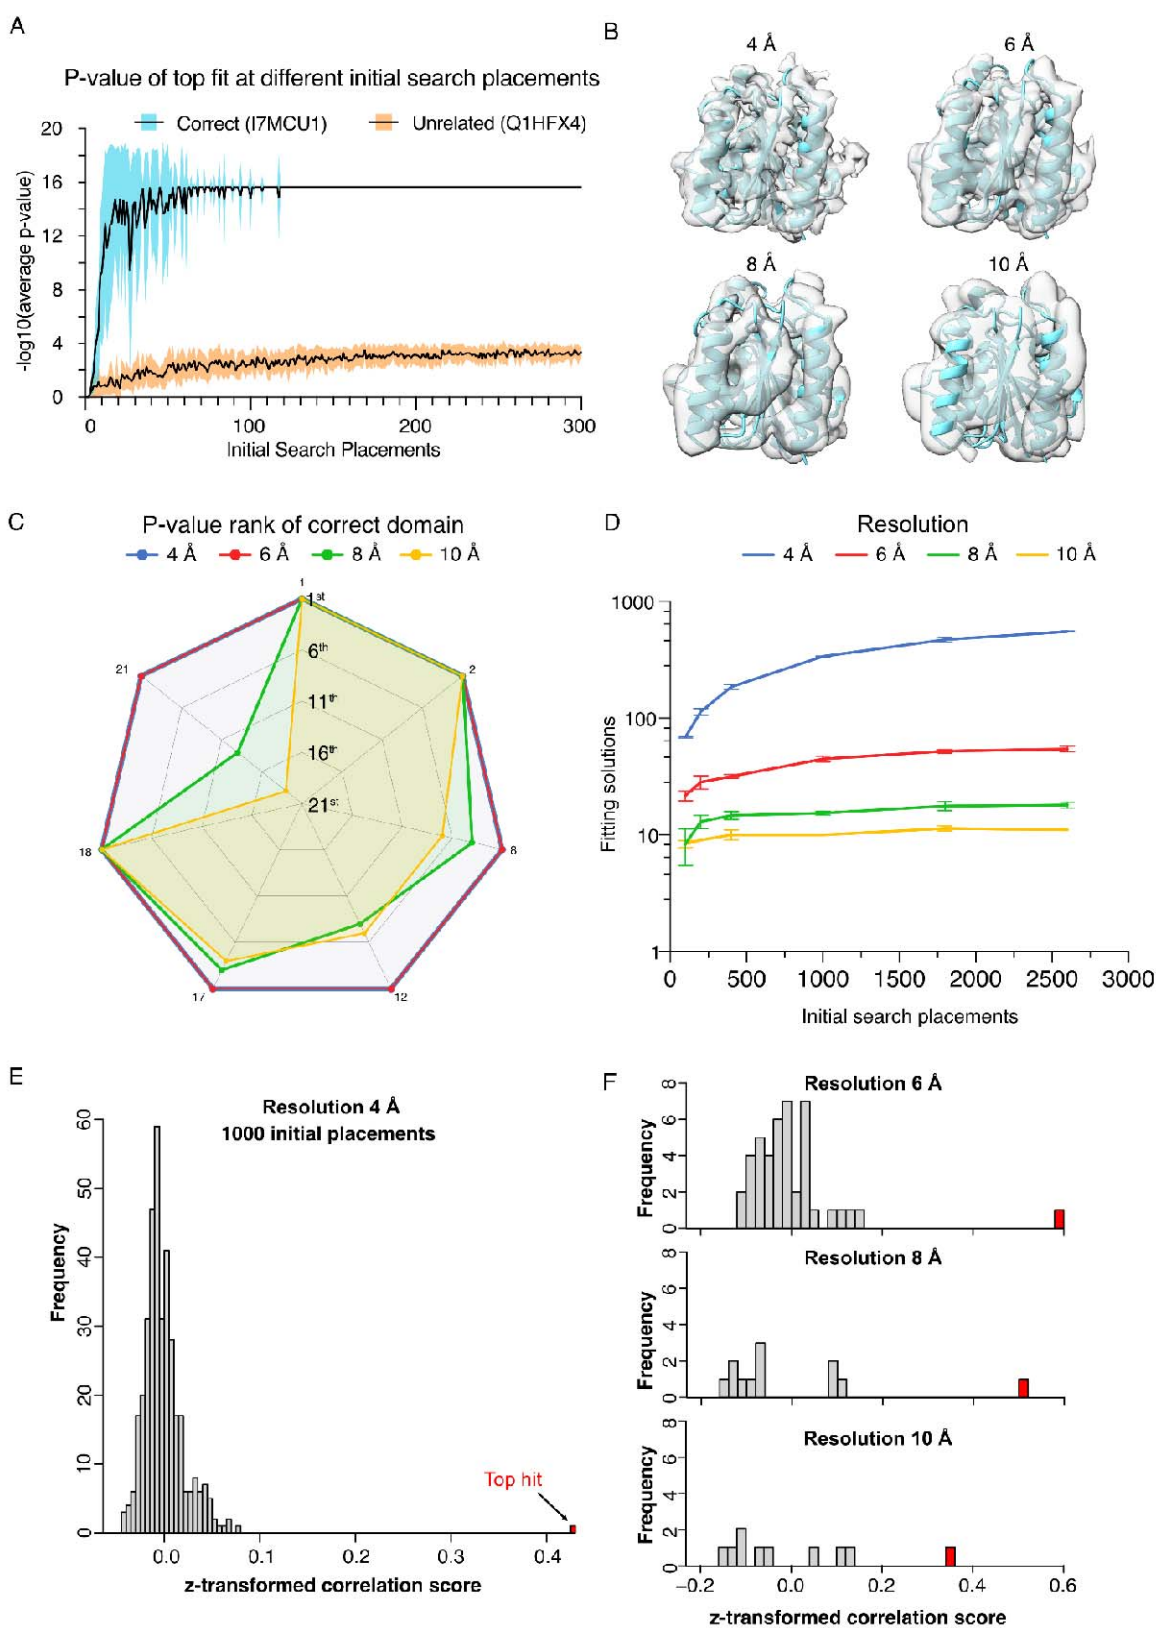 A
P-value of top fit at different initial search placements
Correct (I7MCU1)
Unrelated (Q1HFX4)
-log10(average p-value)
20
16
12
8
4
0
0
100
200
300
Initial Search Placements
B
4 Å
6 Å
8 Å
10 Å
C
P-value rank of correct domain
4 Å
6 Å
8 Å
10 Å
1
1st
6th
11th
16th
21st
2
8
12
17
18
21
D
Resolution
4 Å
6 Å
8 Å
10 Å
Fitting solutions
1000
100
10
1
0
500
1000
1500
2000
2500
3000
Initial search placements
E
Resolution 4 Å
1000 initial placements
Frequency
60
50
40
30
20
10
0
Top hit
0.0
0.1
0.2
0.3
0.4
z-transformed correlation score
F
Resolution 6 Å
Frequency
8
6
4
2
0
Resolution 8 Å
Frequency
8
6
4
2
0
Resolution 10 Å
Frequency
8
6
4
2
0
−0.2
0.0
0.2
0.4
0.6
z-transformed correlation score